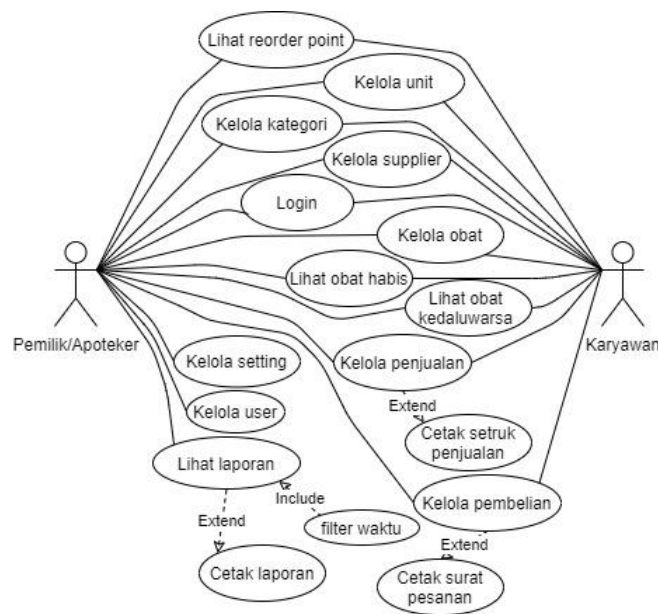 Lihat reorder point
Kelola unit
Kelola kategori
Kelola supplier
Login
Kelola obat
Lihat obat habis
Lihat obat
kedaluwarsa
Pemilik/Apoteker
Karyawan
Kelola setting
Kelola penjualan
Extend
Kelola user
Cetak setruk
penjualan
Lihat laporan
Include
Kelola pembelian
Extend
filter waktu
Extend
Cetak laporan
Cetak surat
pesanan